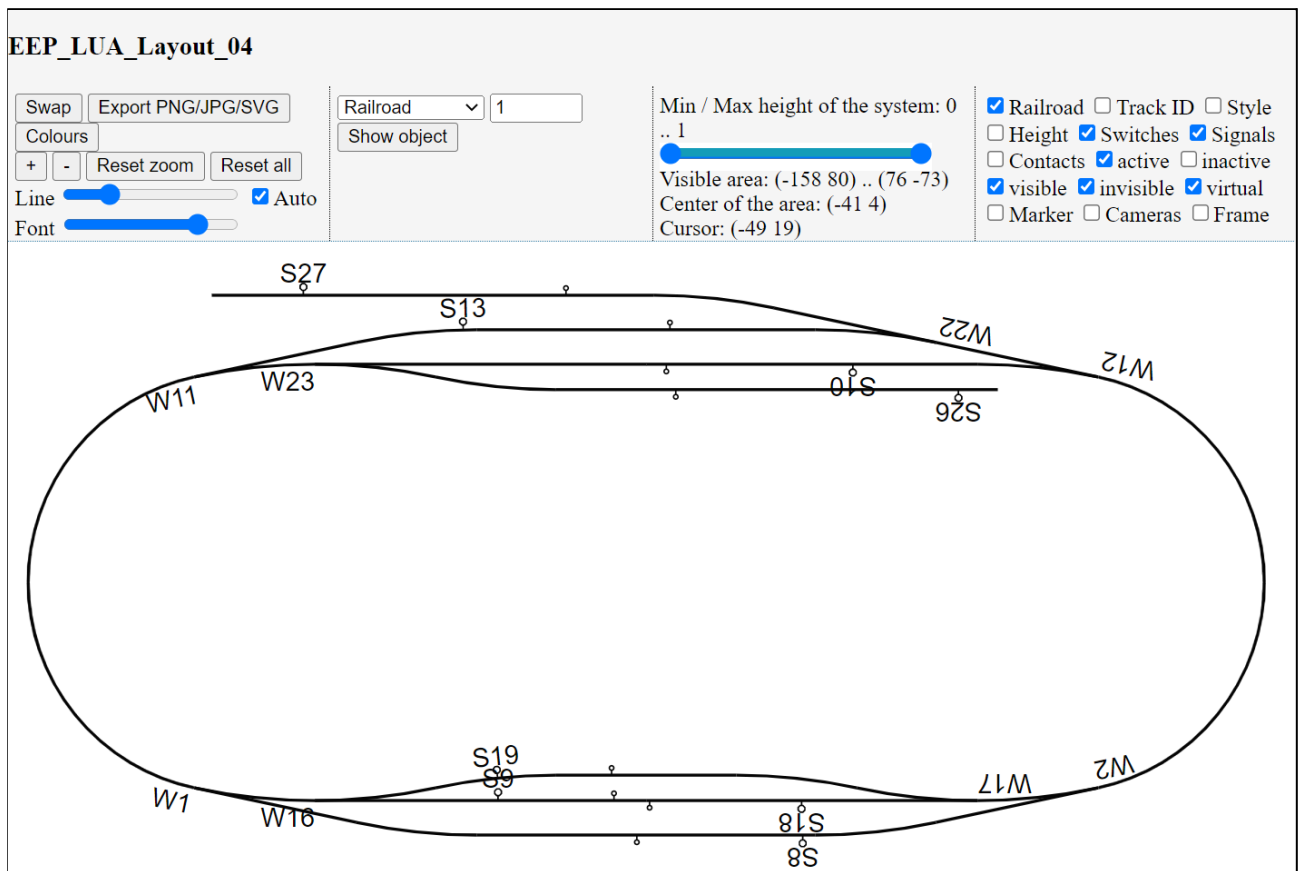 EEP_LUA_Layout_04
Swap Export PNG/JPG/SVG
Colours
+ - Reset zoom Reset all
Line Auto
Font
Railroad 1
Show object
Min / Max height of the system: 0
.. 1
Visible area: (-158 80) .. (76 -73)
Center of the area: (-41 4)
Cursor: (-49 19)
Railroad Track ID Style
Height Switches Signals
Contacts active inactive
visible invisible virtual
Marker Cameras Frame
S27
S13
W22
W12
W11
W23
S10
S26
S19
S9
W17
W2
W1
W16
S18
S8